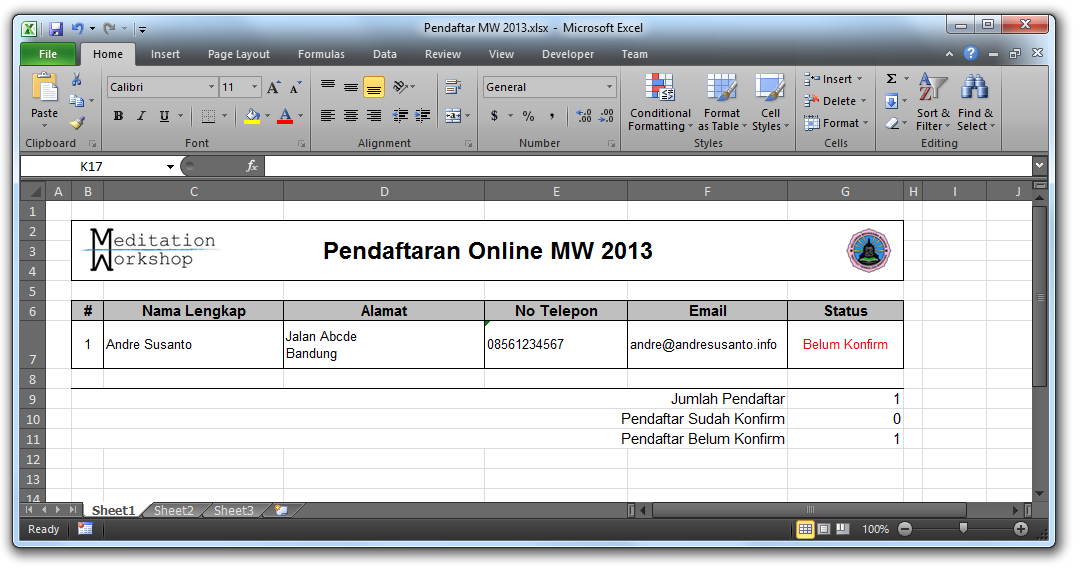 Pendaftar MW 2013.xlsx - Microsoft Excel
File Home Insert Page Layout Formulas Data Review View Developer Team
Paste
Calibri 11
B I U
A A A
General
$ % , .00 .0
Conditional Formatting
Format as Table
Cell Styles
Insert
Delete
Format
Σ
Sort & Filter
Find & Select
Clipboard Font Alignment Number Styles Cells Editing
K17 fx
A B C D E F G H I J
1
2
Meditation
Workshop
3 Pendaftaran Online MW 2013
4
5
6 # Nama Lengkap Alamat No Telepon Email Status
Jalan Abcde
7 1 Andre Susanto Bandung 08561234567 andre@andresusanto.info Belum Konfirm
8
9 Jumlah Pendaftar 1
10 Pendaftar Sudah Konfirm 0
11 Pendaftar Belum Konfirm 1
12
13
14
Sheet1 Sheet2 Sheet3
Ready 100%